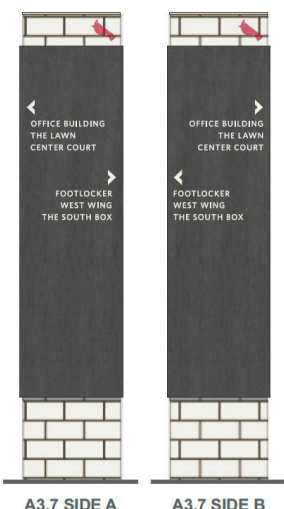 OFFICE BUILDING
THE LAWN
CENTER COURT
FOOTLOCKER
WEST WING
THE SOUTH BOX
A3.7 SIDE A
OFFICE BUILDING
THE LAWN
CENTER COURT
FOOTLOCKER
WEST WING
THE SOUTH BOX
A3.7 SIDE B